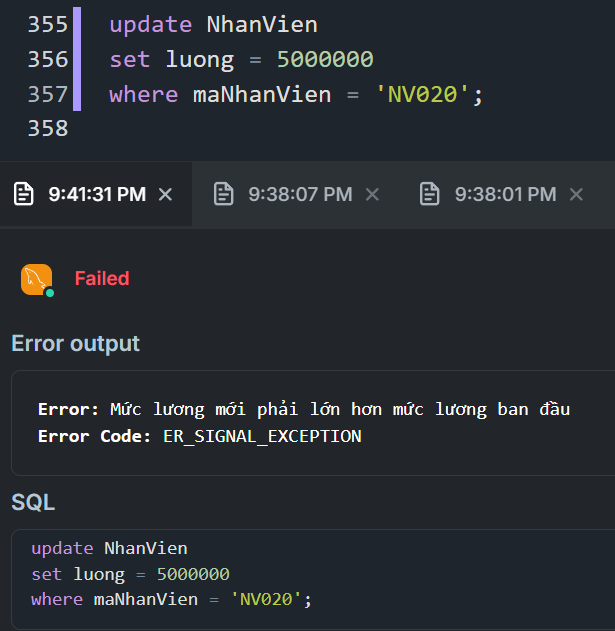 355 update NhanVien
356 set luong = 5000000
357 where maNhanVien = 'NV020';
358
9:41:31 PM 9:38:07 PM 9:38:01 PM
Failed
Error output
Error: Mức lương mới phải lớn hơn mức lương ban đầu
Error Code: ER_SIGNAL_EXCEPTION
SQL
update NhanVien
set luong = 5000000
where maNhanVien = 'NV020';